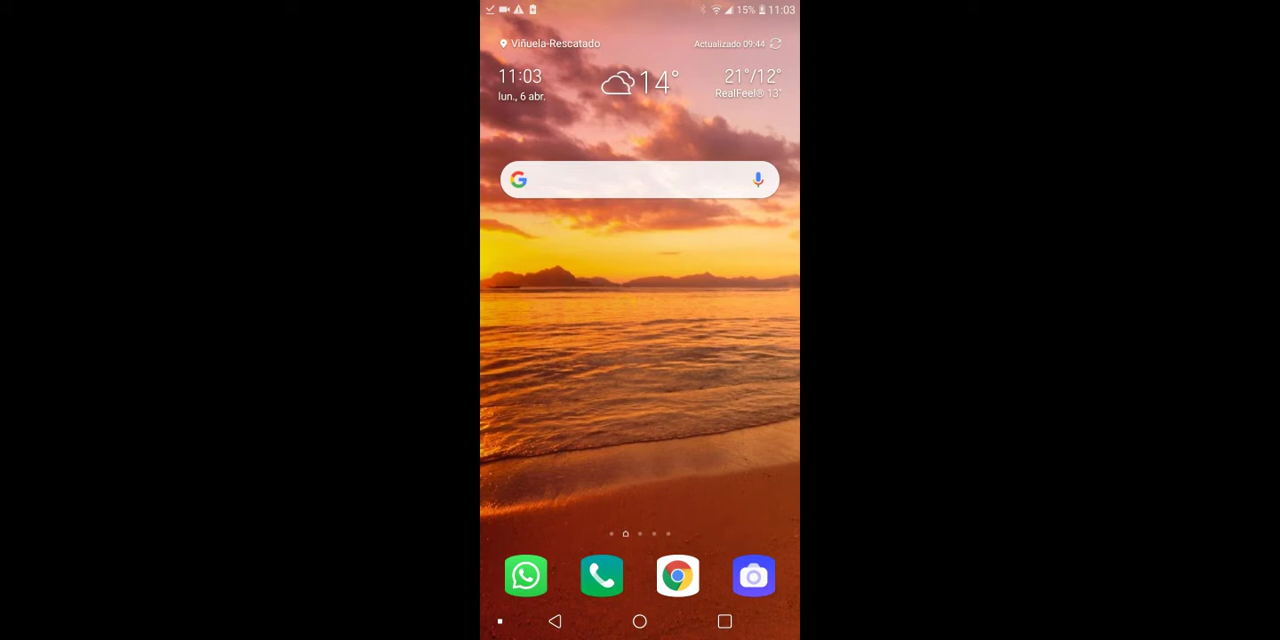 15% 11:03
Viñuela-Rescatado Actualizado 09:44
11:03 14° 21°/12°
lun., 6 abr. RealFeel® 13°